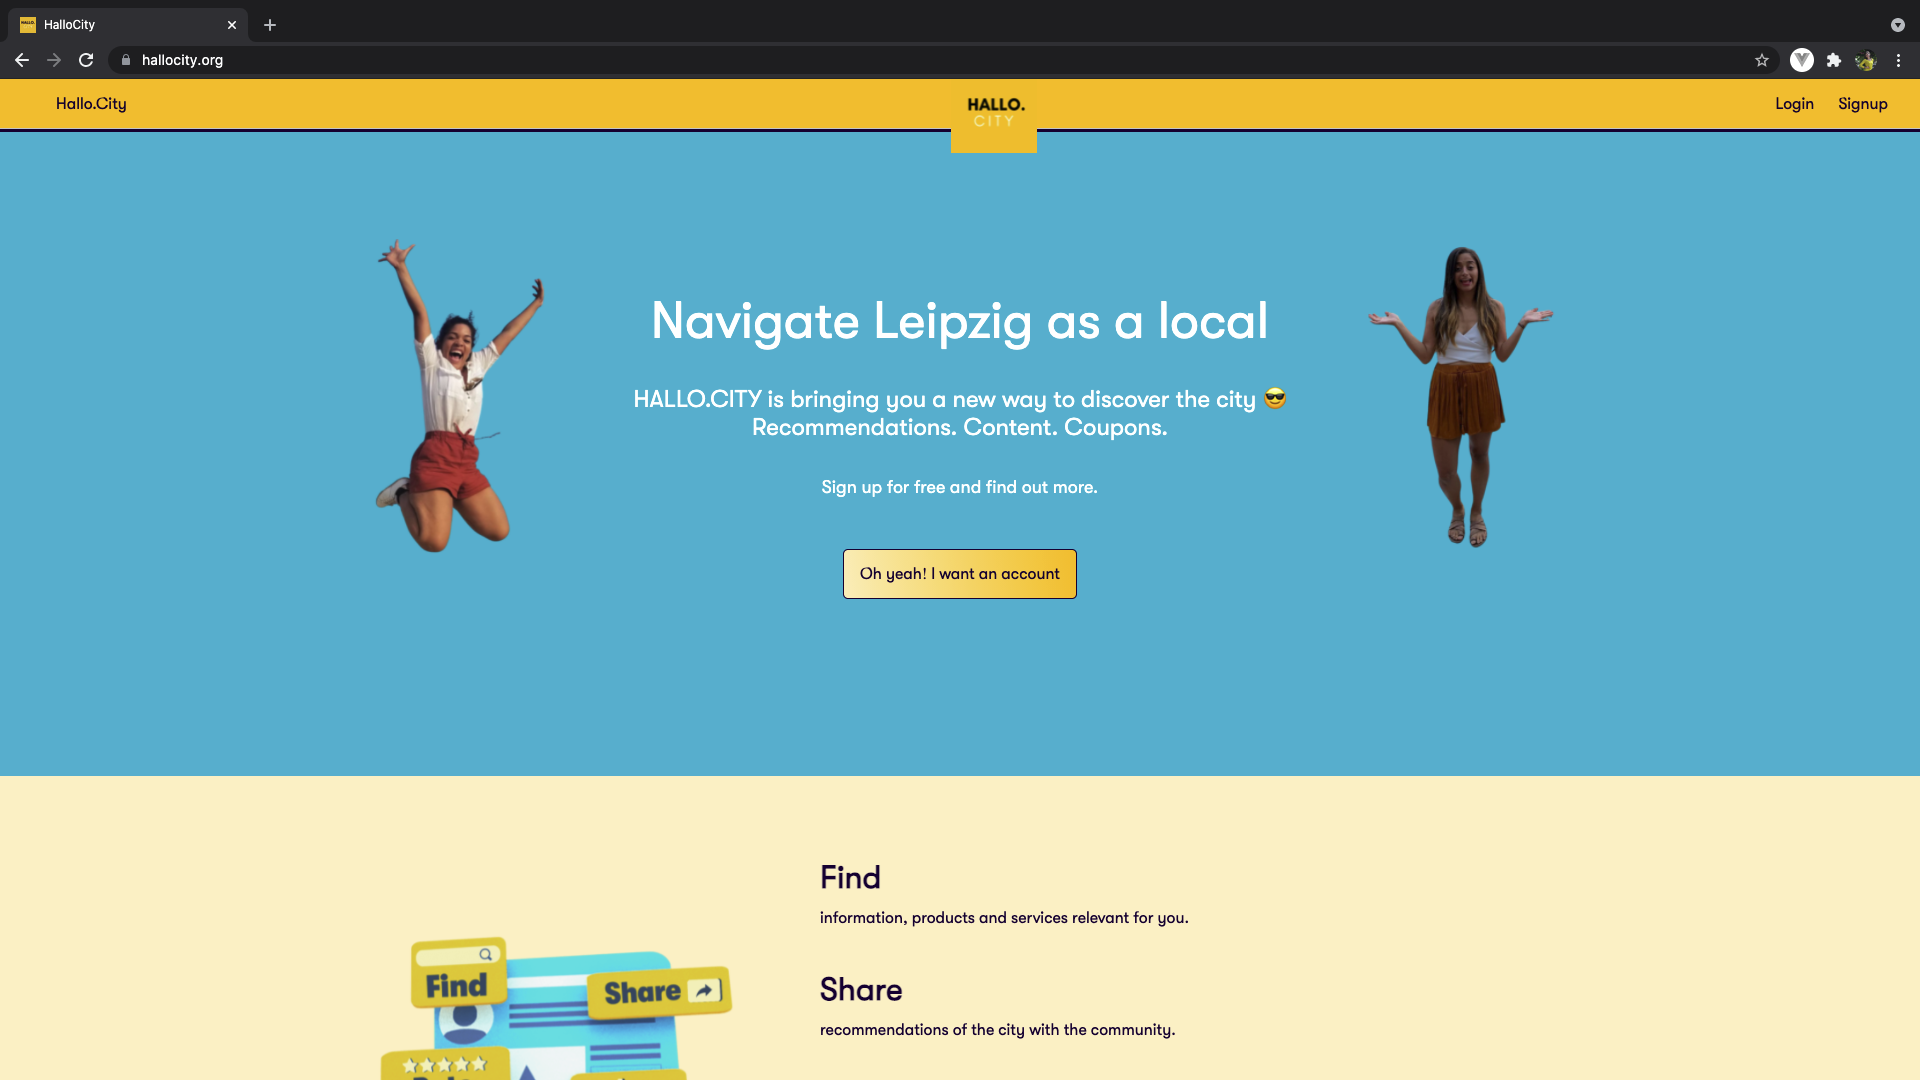 HalloCity
hallocity.org
Hallo.City
HALLO.
CITY
Login
Signup
Navigate Leipzig as a local
HALLO.CITY is bringing you a new way to discover the city 😎
Recommendations. Content. Coupons.
Sign up for free and find out more.
Oh yeah! I want an account
Find
information, products and services relevant for you.
Share
recommendations of the city with the community.
Find
Share